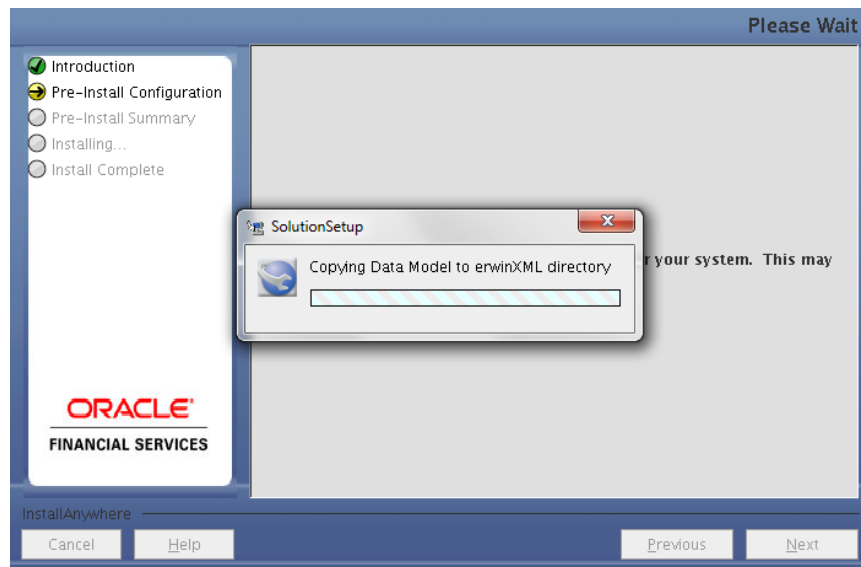 Please Wait
Introduction
Pre-Install Configuration
Pre-Install Summary
Installing...
Install Complete
SolutionSetup
Copying Data Model to erwinXML directory
r your system. This may
ORACLE
FINANCIAL SERVICES
InstallAnywhere
Cancel
Help
Previous
Next